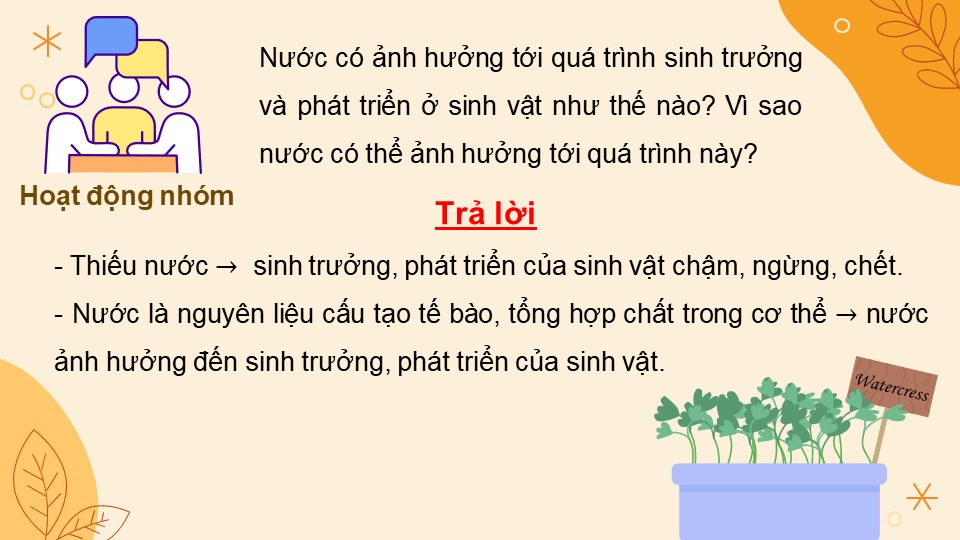 Nước có ảnh hưởng tới quá trình sinh trưởng
và phát triển ở sinh vật như thế nào? Vì sao
nước có thể ảnh hưởng tới quá trình này?
Hoạt động nhóm
Trả lời
- Thiếu nước → sinh trưởng, phát triển của sinh vật chậm, ngừng, chết.
- Nước là nguyên liệu cấu tạo tế bào, tổng hợp chất trong cơ thể → nước
ảnh hưởng đến sinh trưởng, phát triển của sinh vật.
Watercress